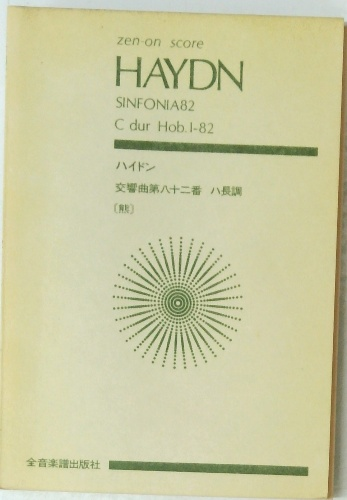 zen-on score
HAYDN
SINFONIA82
C dur Hob.I-82
ハイドン
交響曲第八十二番 ハ長調
[熊]
全音楽譜出版社